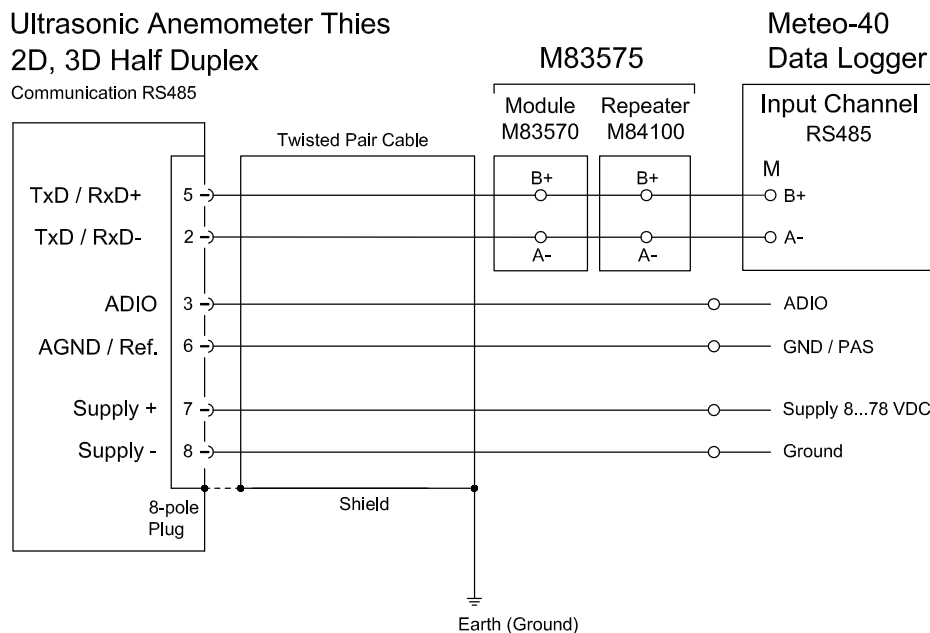 Ultrasonic Anemometer Thies
2D, 3D Half Duplex
Communication RS485
M83575
Meteo-40
Data Logger
Module
M83570
Repeater
M84100
Input Channel
RS485
Twisted Pair Cable
M
TxD / RxD+ 5 B+ B+ B+
TxD / RxD- 2 A- A- A-
ADIO 3 ADIO
AGND / Ref. 6 GND / PAS
Supply + 7 Supply 8...78 VDC
Supply - 8 Ground
8-pole
Plug
Shield
Earth (Ground)